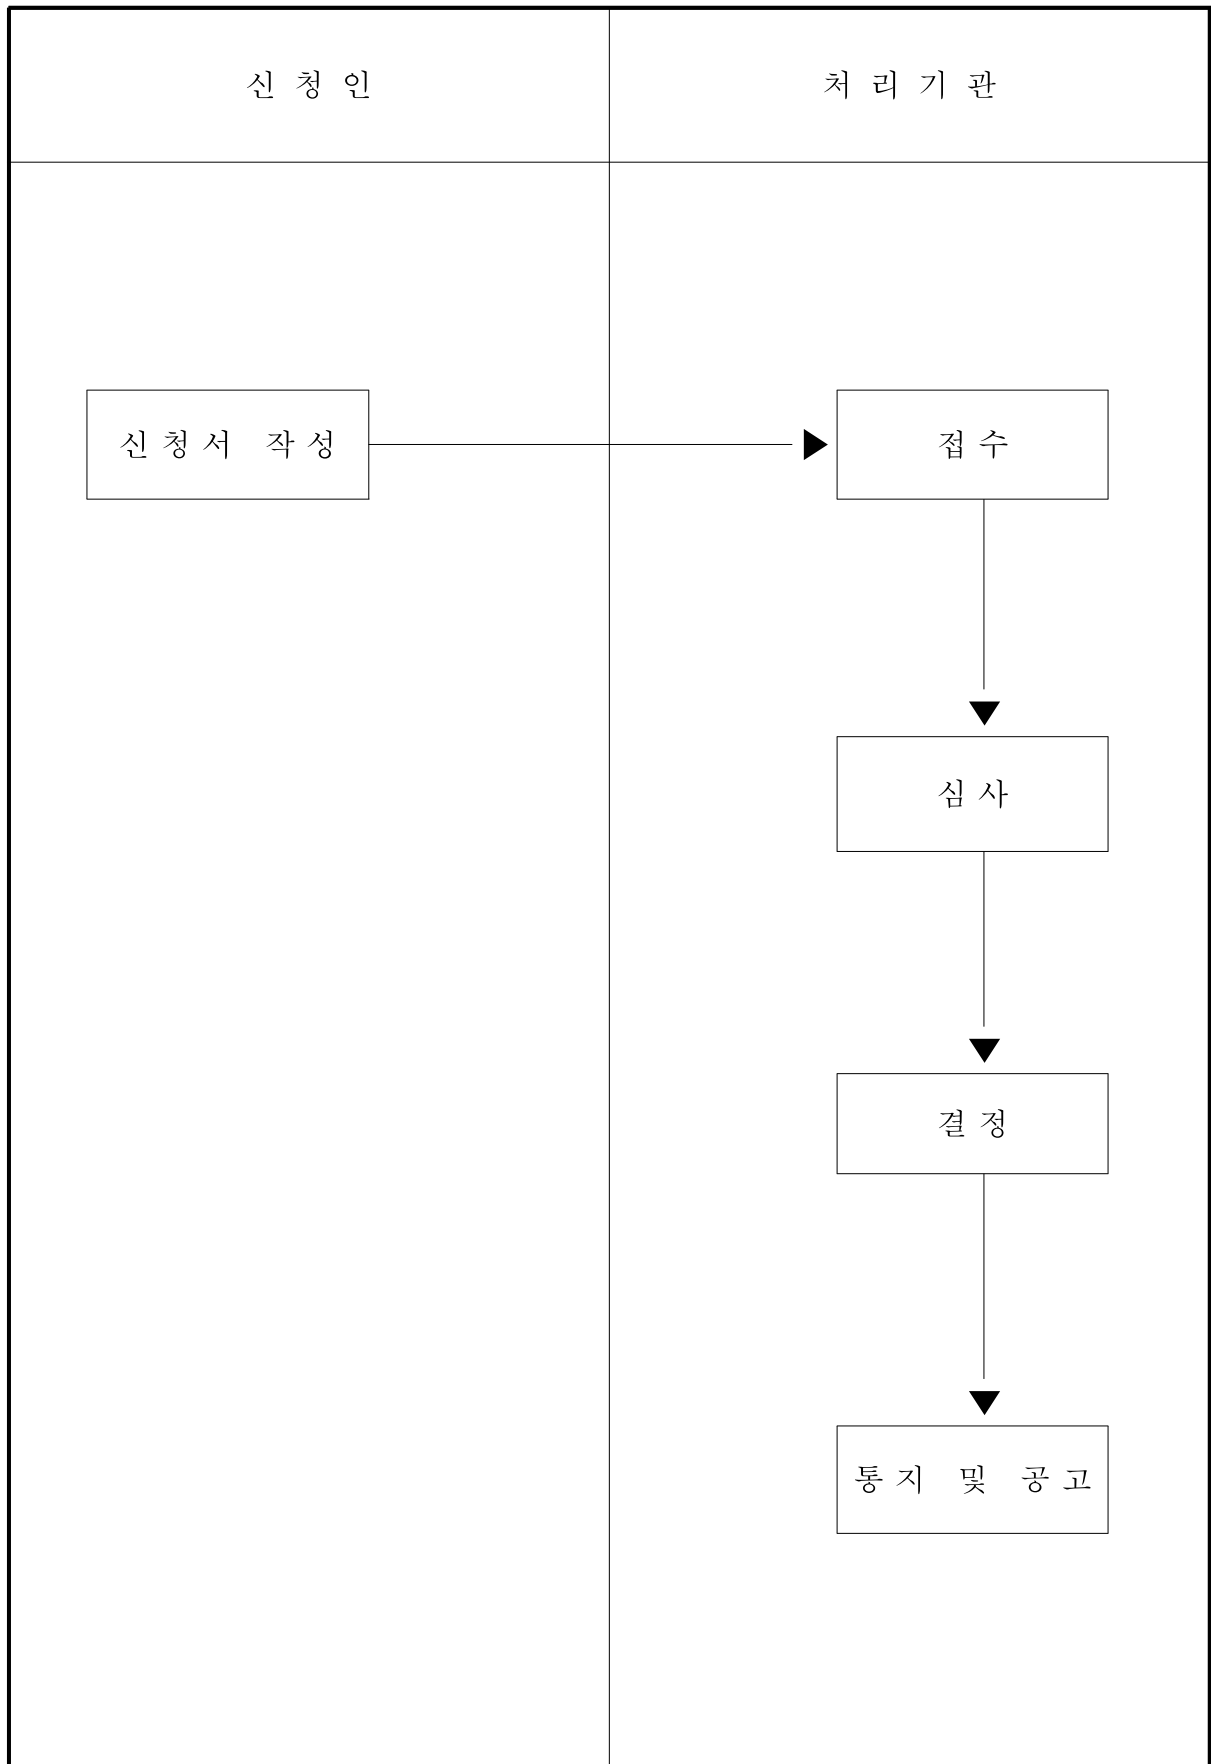 신 청 인
처 리 기 관
신 청 서 작 성
접 수
심 사
결 정
통 지 및 공 고